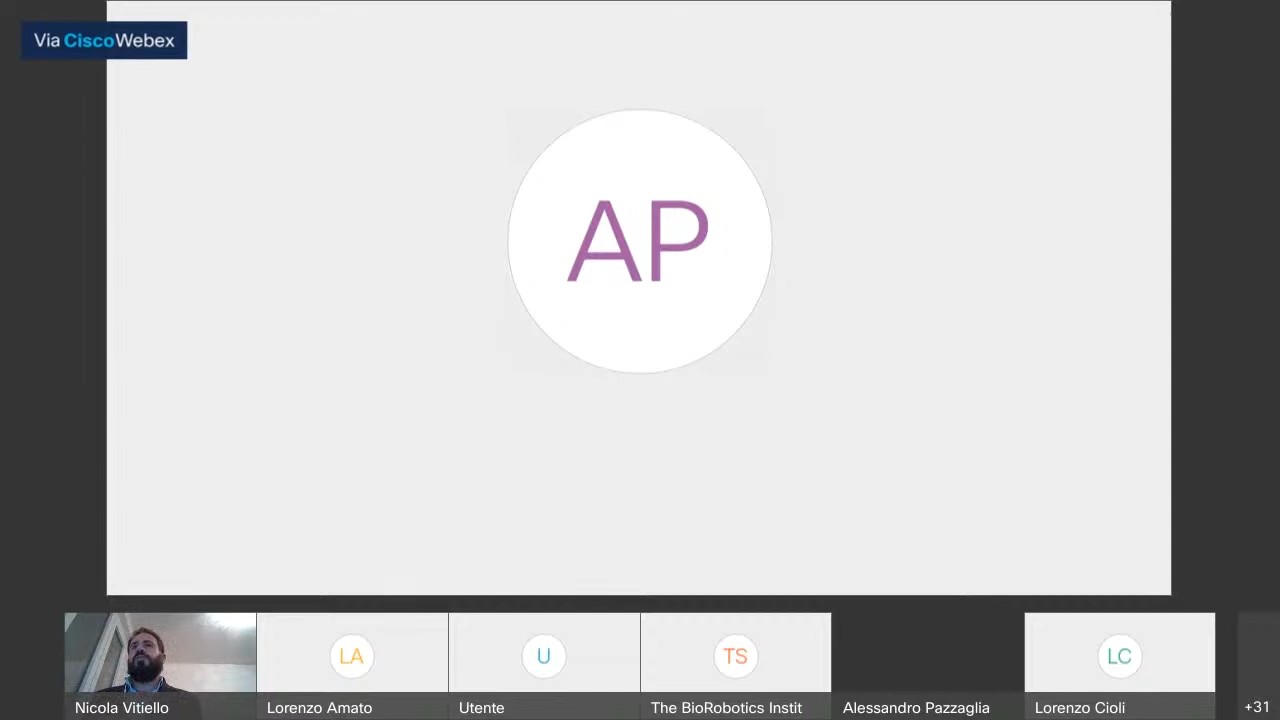 Via CiscoWebex
AP
LA
U
TS
LC
Nicola Vitiello
Lorenzo Amato
Utente
The BioRobotics Instit
Alessandro Pazzaglia
Lorenzo Cioli
+31